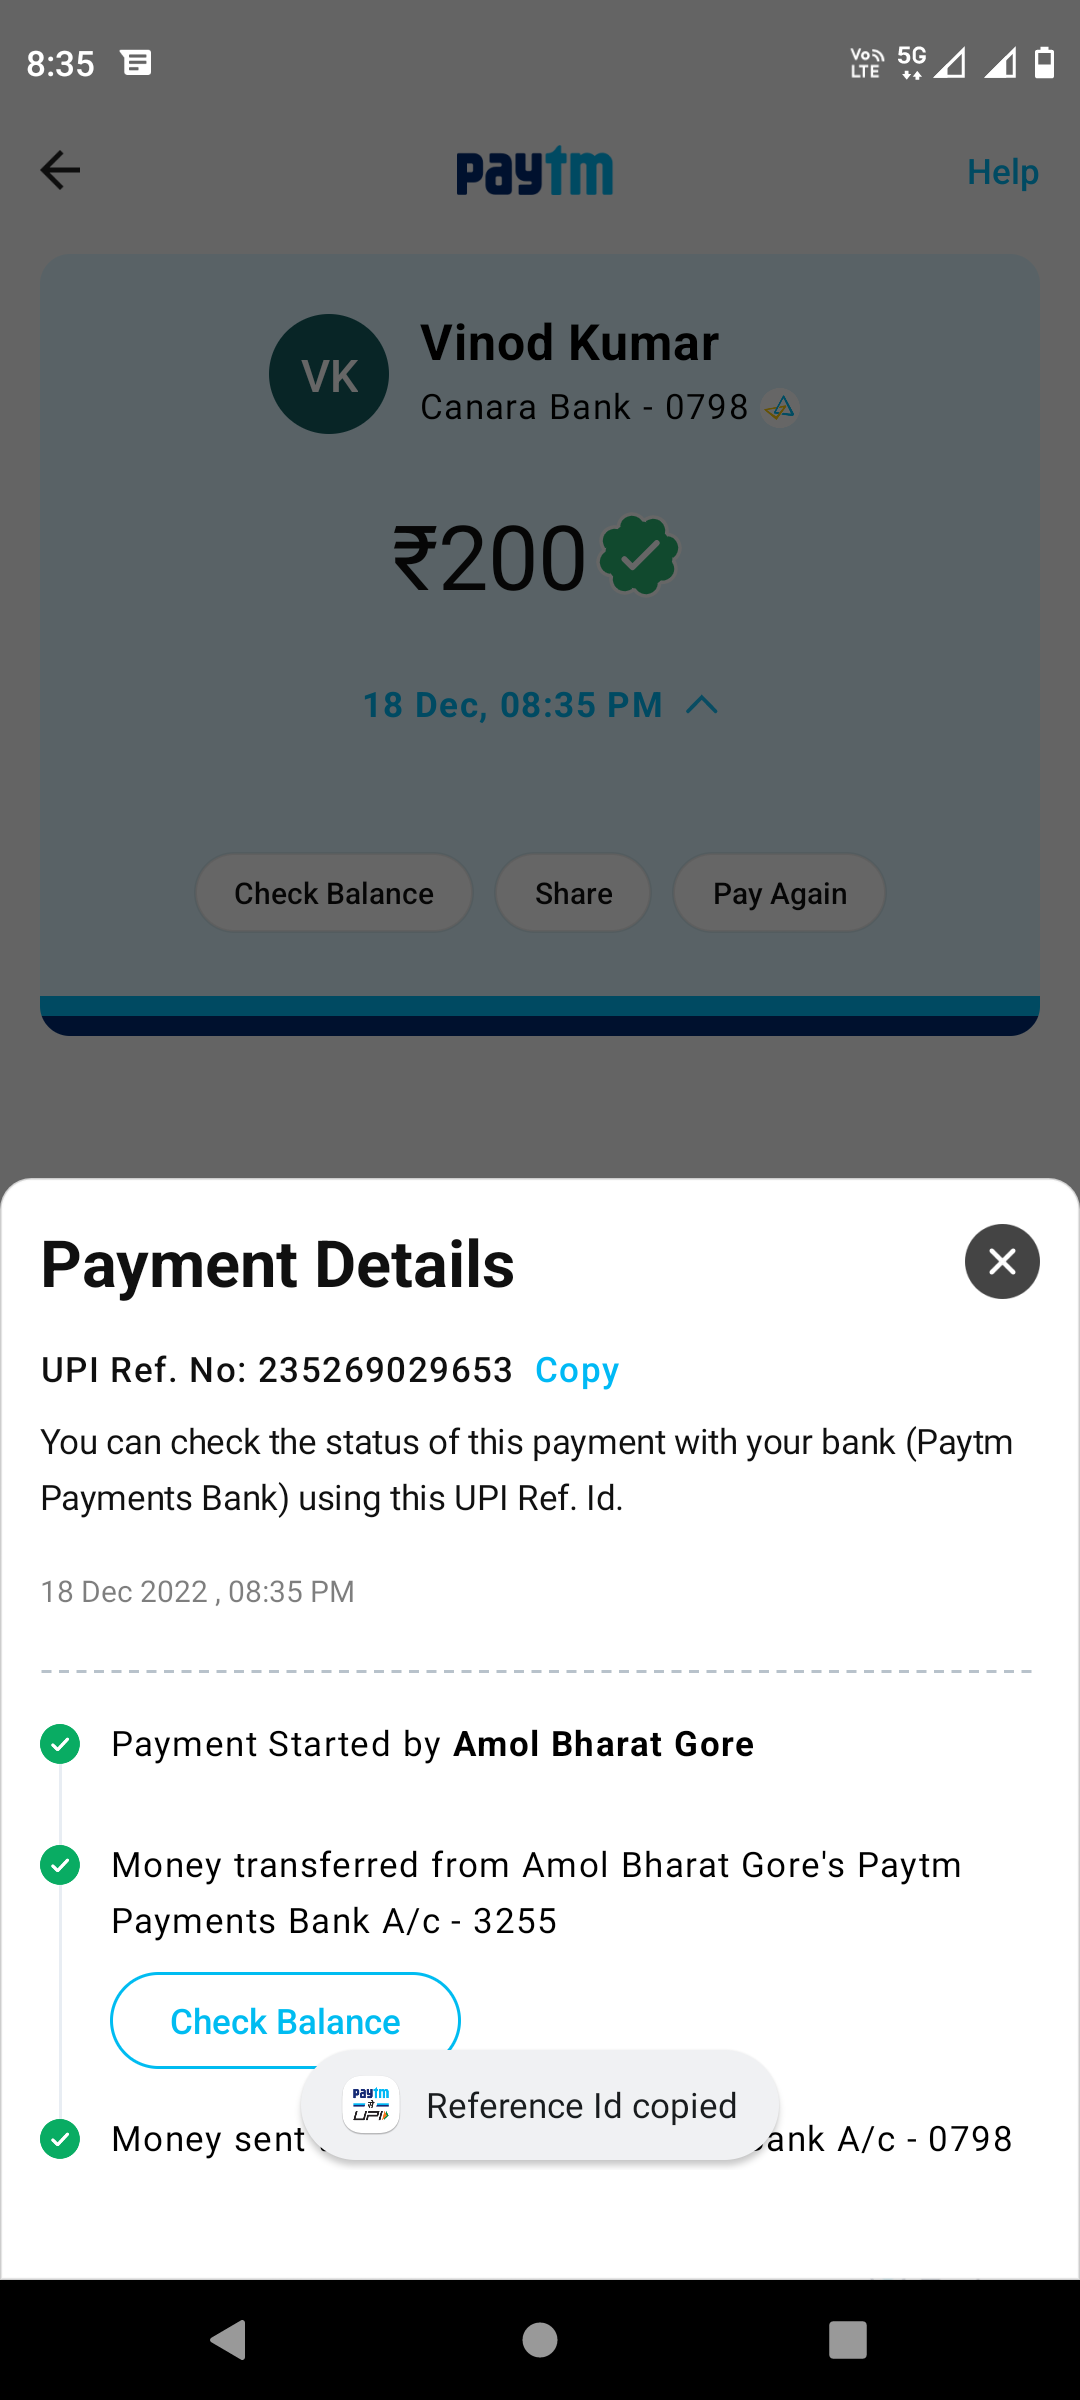 8:35
Vo LTE 5G
paytm
Help
VK
Vinod Kumar
Canara Bank - 0798
₹200
18 Dec, 08:35 PM
Check Balance
Share
Pay Again
Payment Details
UPI Ref. No: 235269029653 Copy
You can check the status of this payment with your bank (Paytm
Payments Bank) using this UPI Ref. Id.
18 Dec 2022 , 08:35 PM
Payment Started by Amol Bharat Gore
Money transferred from Amol Bharat Gore's Paytm
Payments Bank A/c - 3255
Check Balance
paytm से UPI
Reference Id copied
Money sent A/c - 0798